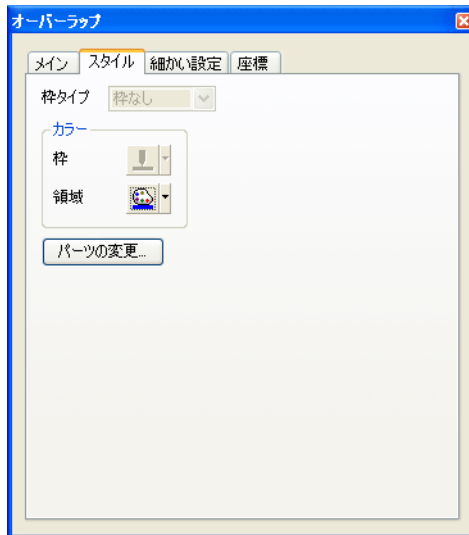 オーバーラップ
メイン スタイル 細かい設定 座標
枠タイプ 枠なし
カラー
枠
領域
パーツの変更...